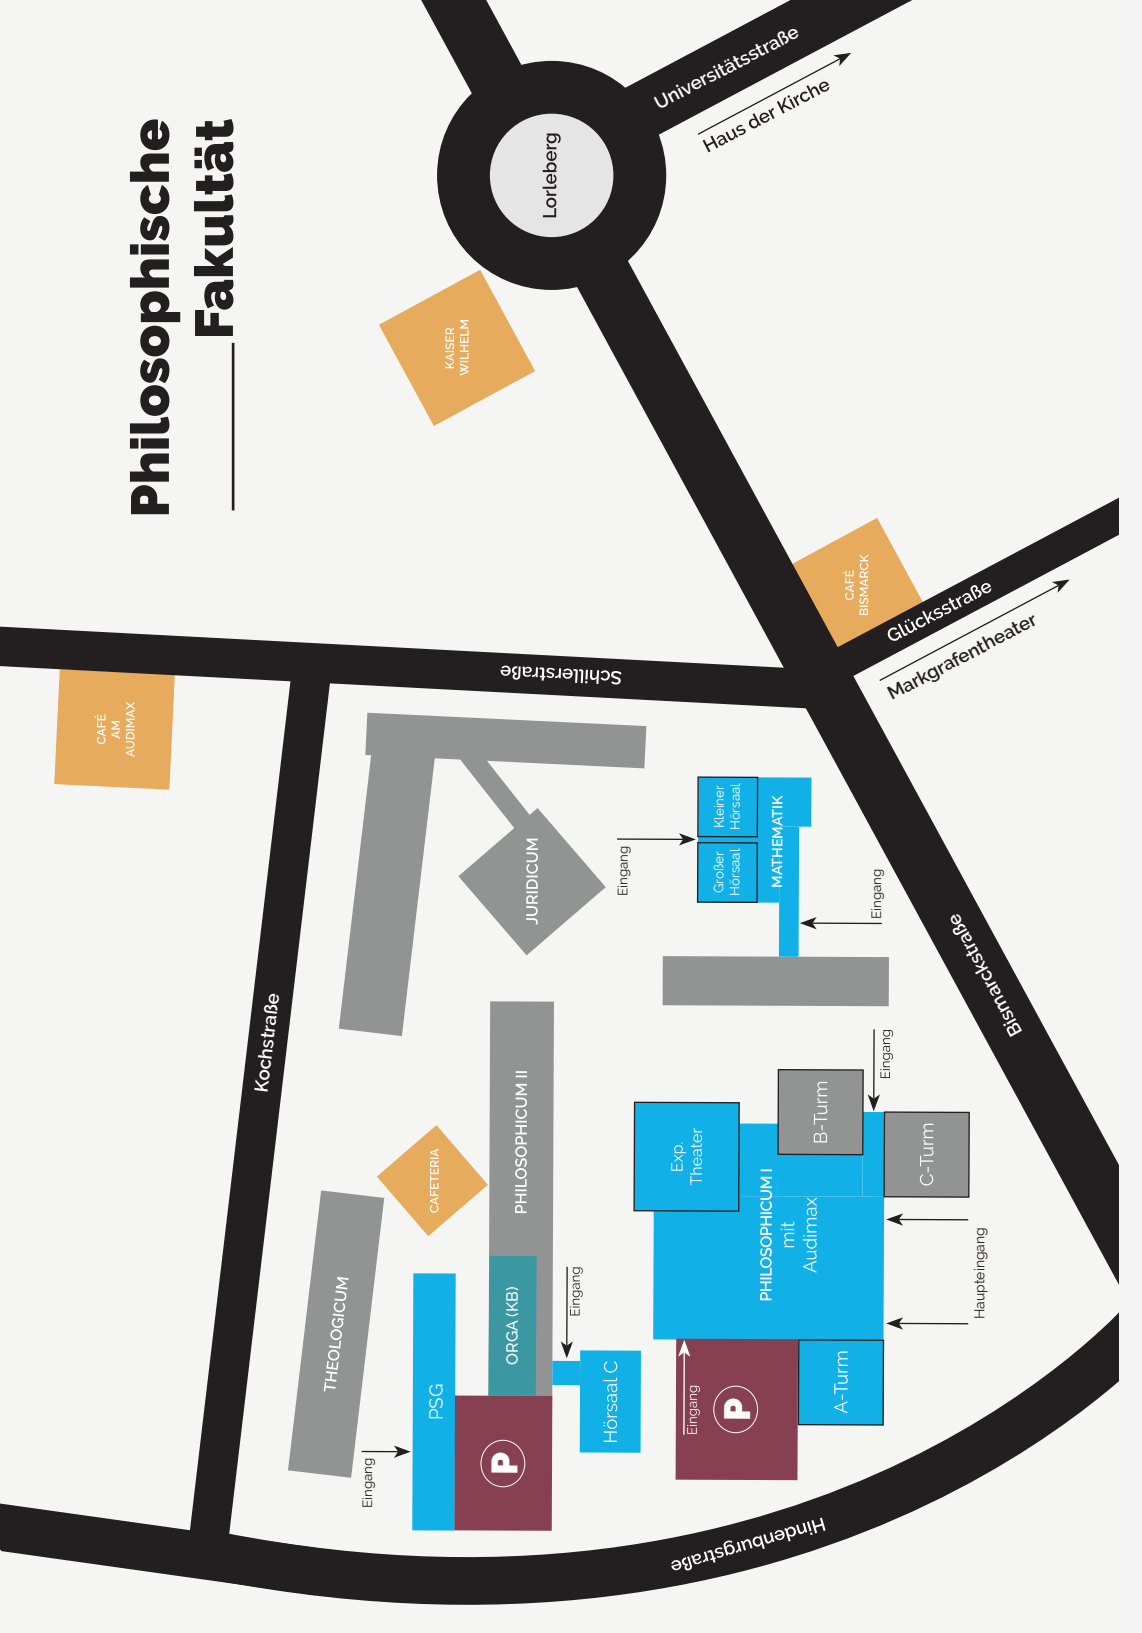 Philosophische
Fakultät
Lorleberg
Universitätsstraße
Haus der Kirche
KAISER
WILHELM
CAFÉ
BISMARCK
Glücksstraße
Markgrafentheater
Schillerstraße
CAFÉ
AM
AUDIMAX
Kochstraße
JURIDICUM
Eingang
Kleiner
Hörsaal
Großer
Hörsaal
MATHEMATIK
Eingang
Bismarckstraße
PHILOSOPHICUM II
CAFETERIA
THEOLOGICUM
ORGA (KB)
PSG
Eingang
P
Eingang
Hörsaal C
Exp.
Theater
B-Turm
Eingang
C-Turm
PHILOSOPHICUM I
mit
Audimax
Haupteingang
Eingang
P
A-Turm
Hindenburgstraße